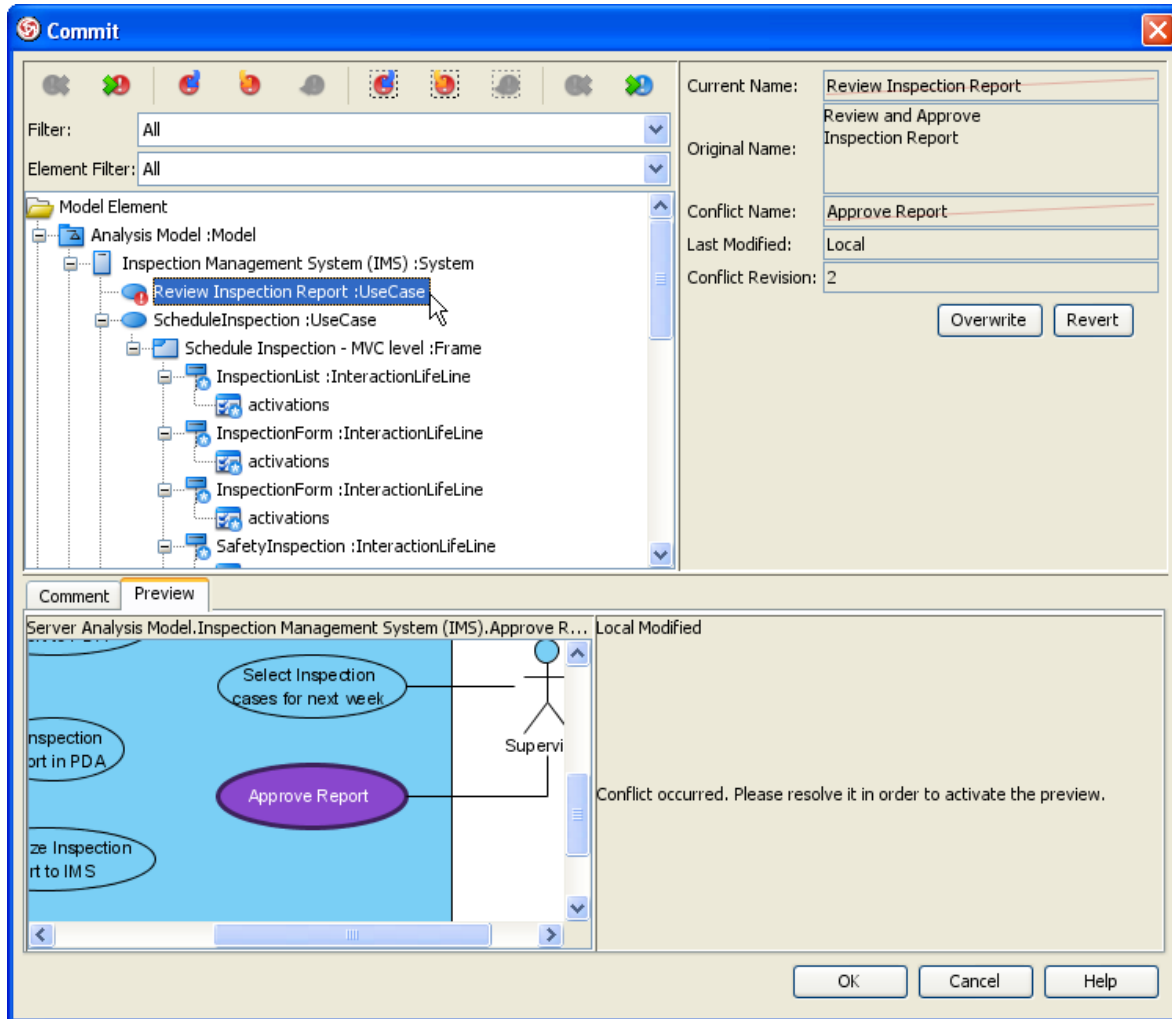 Commit
Filter:
All
Element Filter:
All
Model Element
Analysis Model :Model
Inspection Management System (IMS) :System
Review Inspection Report :UseCase
ScheduleInspection :UseCase
Schedule Inspection - MVC level :Frame
InspectionList :InteractionLifeLine
activations
InspectionForm :InteractionLifeLine
activations
InspectionForm :InteractionLifeLine
activations
SafetyInspection :InteractionLifeLine
Current Name:
Review Inspection Report
Original Name:
Review and Approve
Inspection Report
Conflict Name:
Approve Report
Last Modified:
Local
Conflict Revision:
2
Overwrite
Revert
Comment
Preview
Server Analysis Model.Inspection Management System (IMS).Approve R...
Select Inspection
cases for next week
nspection
ort in PDA
Supervi
Approve Report
ze Inspection
rt to IMS
Local Modified
Conflict occurred. Please resolve it in order to activate the preview.
OK
Cancel
Help